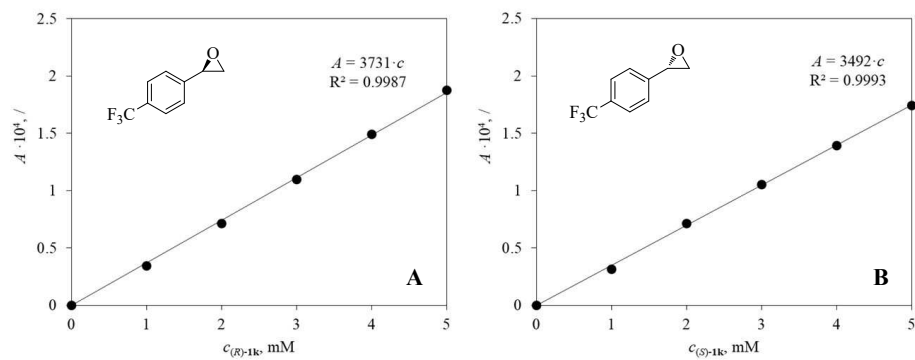 2.5
2
1.5
1
0.5
0
A · 10⁴, /
O
F₃C
A = 3731·c
R² = 0.9987
A
0 1 2 3 4 5
c(R)-1k, mM
2.5
2
1.5
1
0.5
0
A · 10⁴, /
O
F₃C
A = 3492·c
R² = 0.9993
B
0 1 2 3 4 5
c(S)-1k, mM